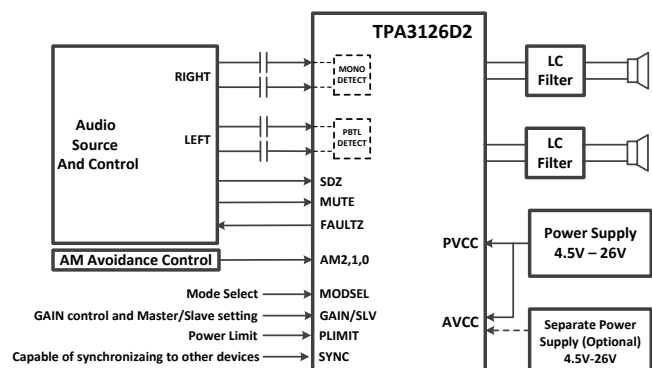 TPA3126D2
RIGHT
LEFT
Audio
Source
And Control
MONO
DETECT
PBTL
DETECT
LC
Filter
LC
Filter
SDZ
MUTE
FAULTZ
AM Avoidance Control
AM2,1,0
PVCC
Power Supply
4.5V – 26V
Mode Select
MODSEL
GAIN control and Master/Slave setting
GAIN/SLV
Power Limit
PLIMIT
Capable of synchronizaing to other devices
SYNC
AVCC
Separate Power
Supply (Optional)
4.5V-26V